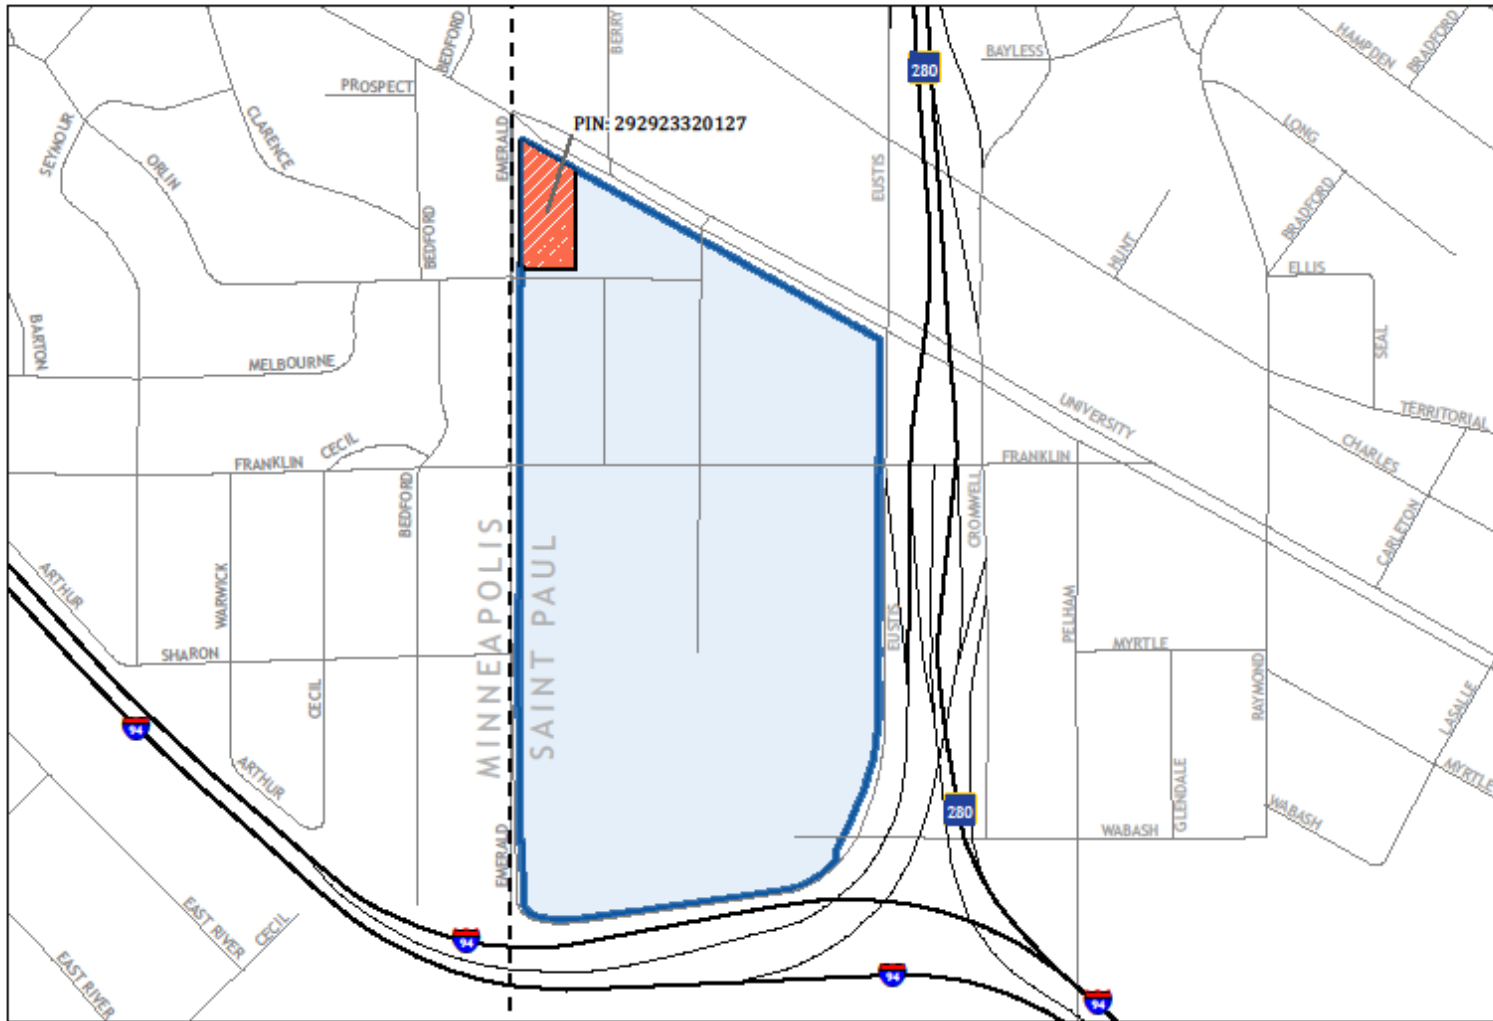 BEDFORD
BERRY
HAMPDEN
BRADFORD
BAYLESS
280
PROSPECT
PIN: 292923320127
SEYMOUR
CLARENCE
EMERALD
LONG
ORLIN
EUSTIS
BEDFORD
BRADFORD
HUNT
ELLIS
BARTON
MELBOURNE
SEAL
UNIVERSITY
TERRITORIAL
CECIL
FRANKLIN
FRANKLIN
CHARLES
BEDFORD
CROMWELL
CARLETON
MINNEAPOLIS
SAINT PAUL
ARTHUR
WARWICK
EUSTIS
PELHAM
SHARON
MYRTLE
CECIL
RAYMOND
LASALLE
94
ARTHUR
MYRTLE
280
GLENDALE
WABASH
WABASH
EMERALD
EAST RIVER
CECIL
94
EAST RIVER
94
94